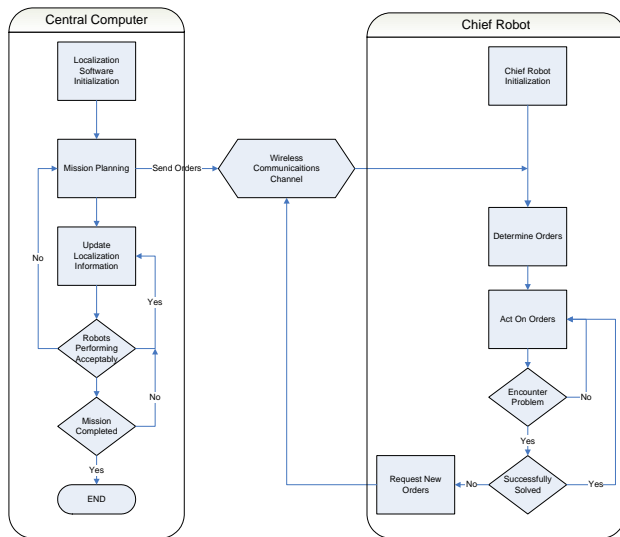 Central Computer
Localization
Software
Initialization
Mission Planning
Send Orders
Update
Localization
Information
No
Yes
Robots
Performing
Acceptably
No
Mission
Completed
Yes
END
Wireless
Communicaitions
Channel
Chief Robot
Chief Robot
Initialization
Determine Orders
Act On Orders
Encounter
Problem
No
Yes
Successfully
Solved
Yes
No
Request New
Orders